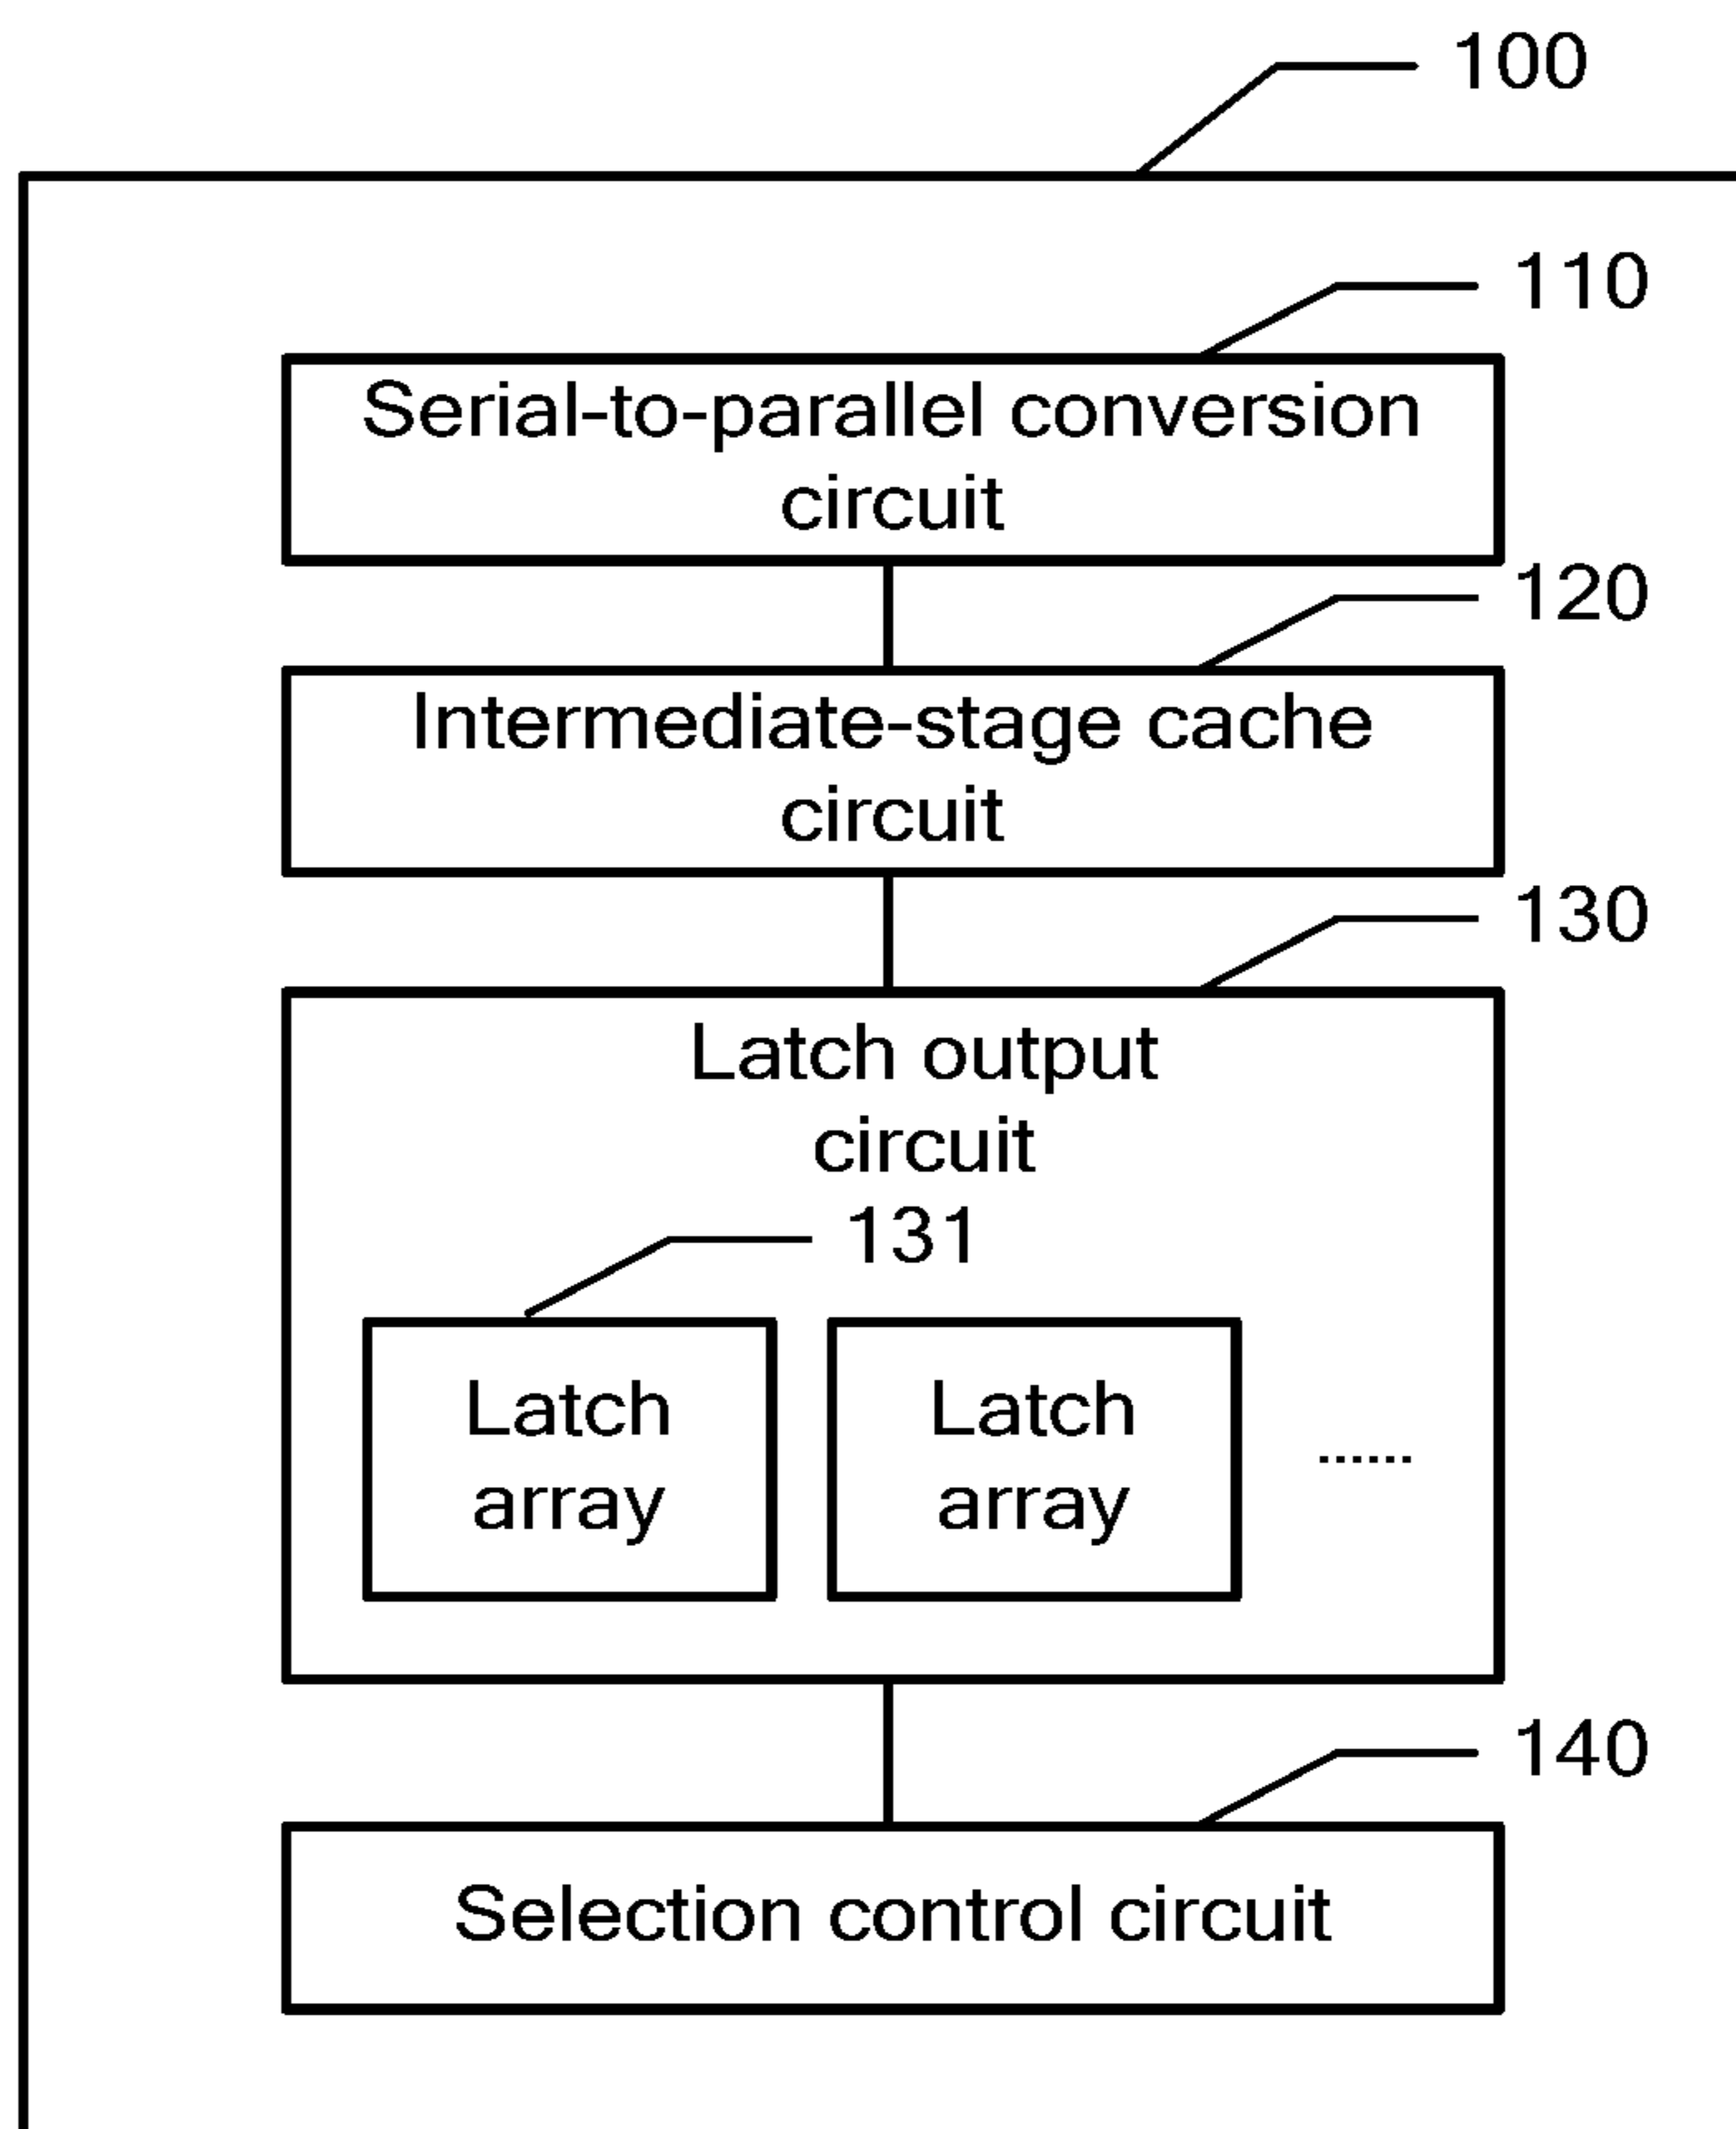 100
110
Serial-to-parallel conversion
circuit
120
Intermediate-stage cache
circuit
130
Latch output
circuit
131
Latch
array
Latch
array
......
140
Selection control circuit